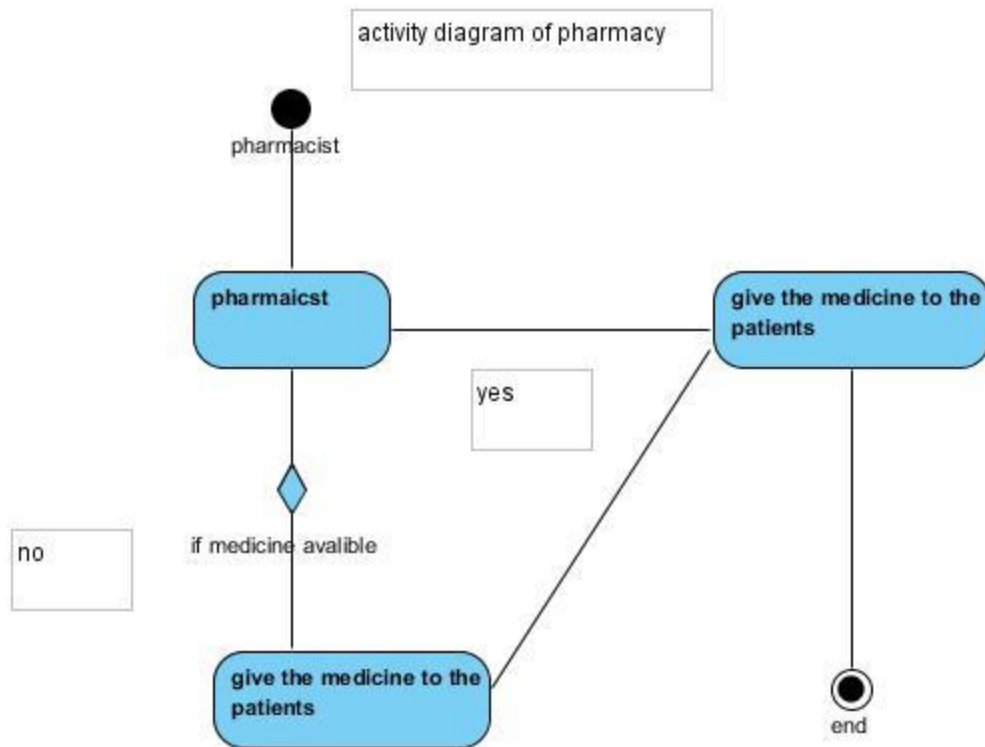 activity diagram of pharmacy
pharmacist
pharmaicst
give the medicine to the
patients
yes
no
if medicine avalible
give the medicine to the
patients
end